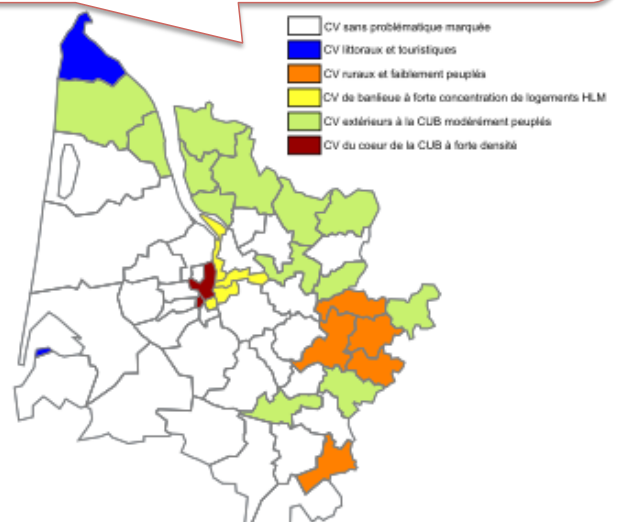 CV sans problématique marquée
CV littoraux et touristiques
CV ruraux et faiblement peuplés
CV de banlieue à forte concentration de logements HLM
CV extérieurs à la CUB modérément peuplés
CV du coeur de la CUB à forte densité